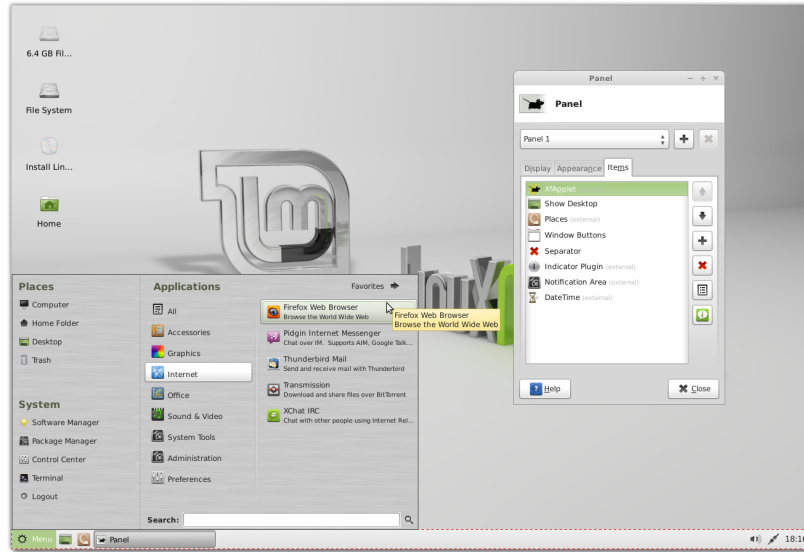 6.4 GB Fil...
File System
Install Lin...
Home
Panel
Panel
Panel 1
Display Appearance Items
XfApplet
Show Desktop
Places (external)
Window Buttons
Separator
Indicator Plugin (external)
Notification Area (external)
DateTime (external)
Help
Close
Places
Computer
Home Folder
Desktop
Trash
System
Software Manager
Package Manager
Control Center
Terminal
Logout
Applications
Favorites
All
Accessories
Graphics
Internet
Office
Sound & Video
System Tools
Administration
Preferences
Firefox Web Browser
Browse the World Wide Web
Pidgin Internet Messenger
Chat over IM. Supports AIM, Google Talk...
Thunderbird Mail
Send and receive mail with Thunderbird
Transmission
Download and share files over BitTorrent
XChat IRC
Chat with other people using Internet Rel...
Firefox Web Browser
Browse the World Wide Web
Search:
Menu
Panel